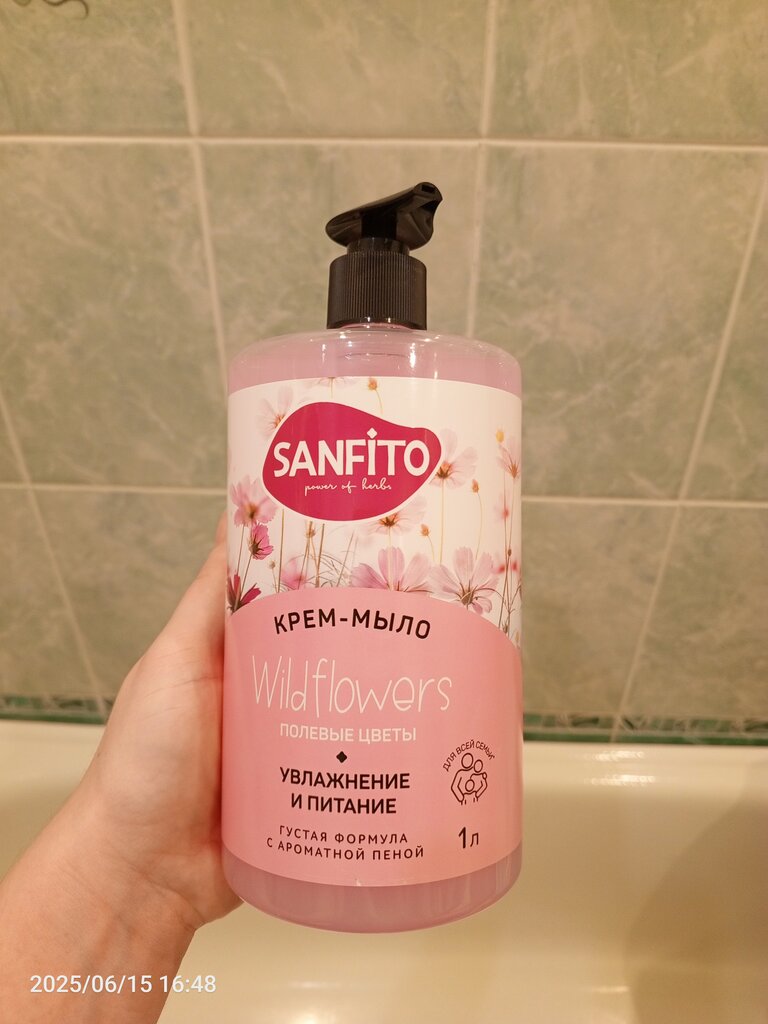 SANFITO
power of herbs
КРЕМ-МЫЛО
Wildflowers
ПОЛЕВЫЕ ЦВЕТЫ
УВЛАЖНЕНИЕ
И ПИТАНИЕ
ДЛЯ ВСЕЙ СЕМЬИ
ГУСТАЯ ФОРМУЛА
С АРОМАТНОЙ ПЕНОЙ
1л
2025/06/15 16:48